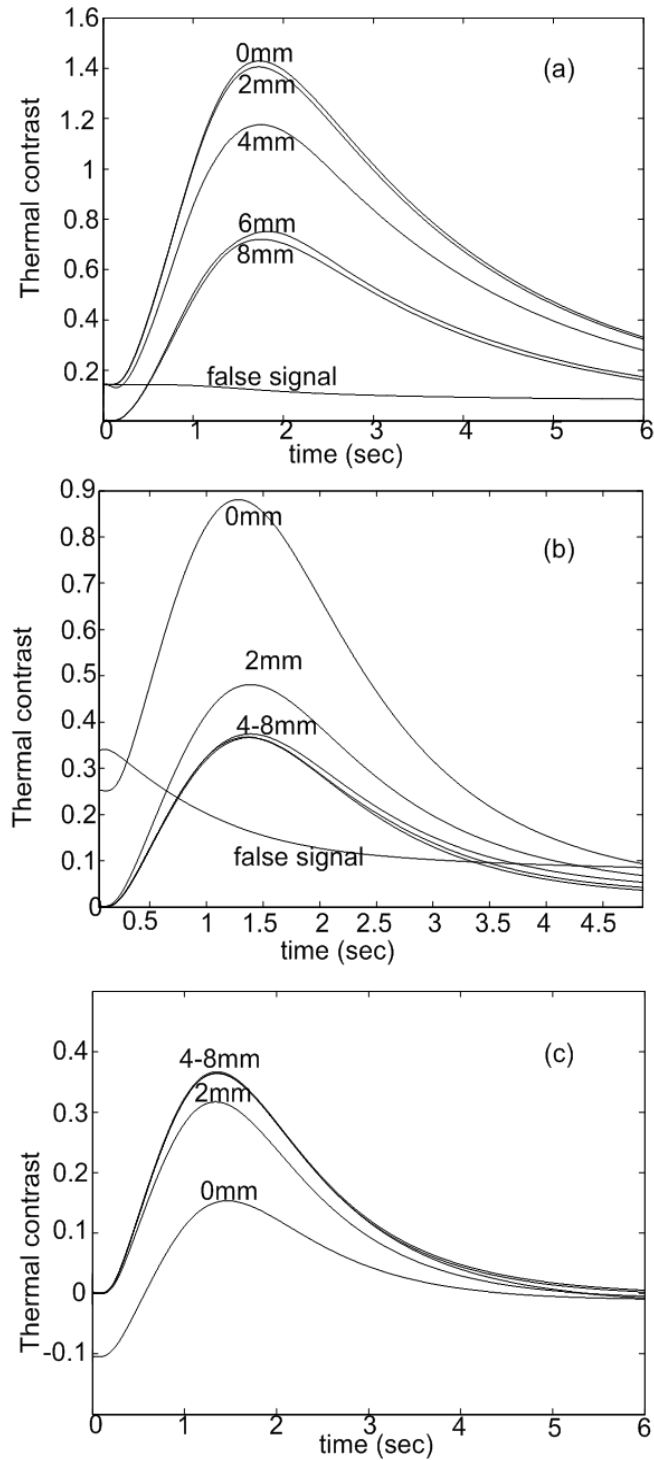 (a)
Thermal contrast
1.6
1.4
1.2
1
0.8
0.6
0.4
0.2
0mm
2mm
4mm
6mm
8mm
false signal
0 1 2 3 4 5 6
time (sec)
(b)
Thermal contrast
0.9
0.8
0.7
0.6
0.5
0.4
0.3
0.2
0.1
0
0mm
2mm
4-8mm
false signal
0.5 1 1.5 2 2.5 3 3.5 4 4.5
time (sec)
(c)
Thermal contrast
0.4
0.3
0.2
0.1
0
-0.1
4-8mm
2mm
0mm
0 1 2 3 4 5 6
time (sec)